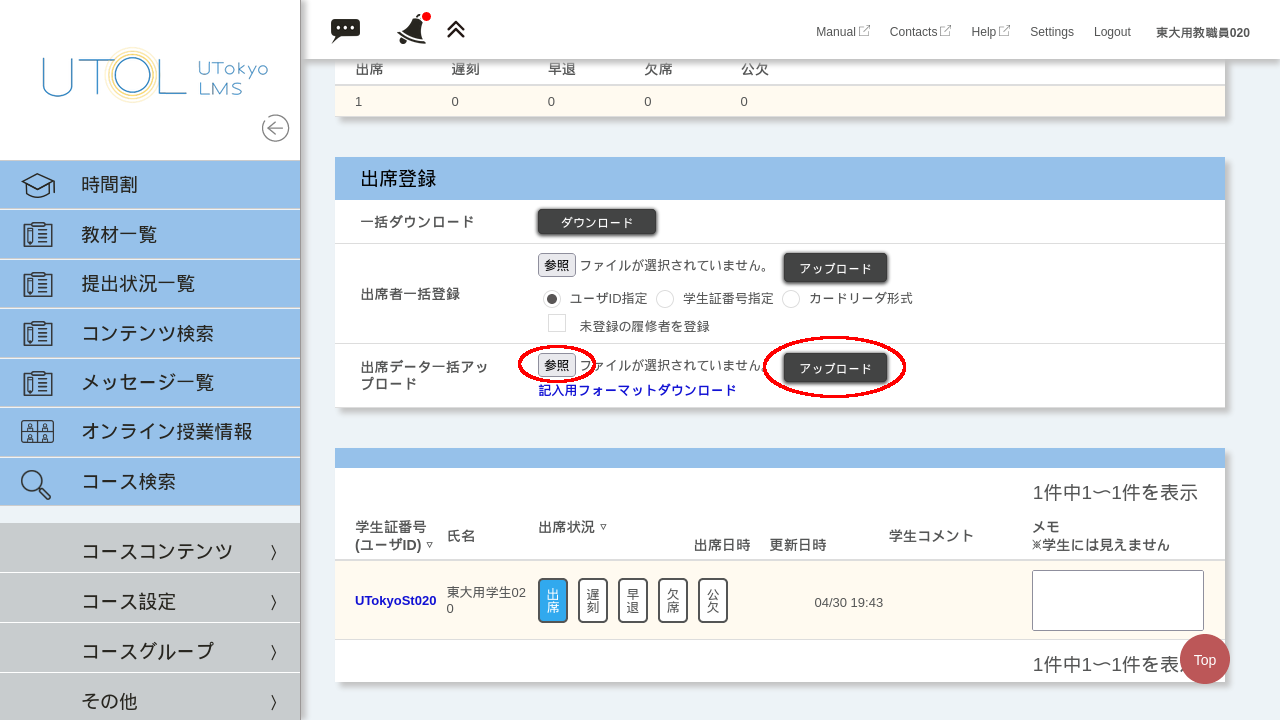 UTOL
UTokyo
LMS
Manual
Contacts
Help
Settings
Logout
東大用教職員020
時間割
教材一覧
提出状況一覧
コンテンツ検索
メッセージ一覧
オンライン授業情報
コース検索
コースコンテンツ 〉
コース設定 〉
コースグループ 〉
その他 〉
出席 遅刻 早退 欠席 公欠
1 0 0 0 0
出席登録
一括ダウンロード ダウンロード
出席者一括登録
参照 ファイルが選択されていません。 アップロード
ユーザID指定 学生証番号指定 カードリーダ形式
未登録の履修者を登録
出席データ一括アッ
プロード
参照 ファイルが選択されていません。 アップロード
記入用フォーマットダウンロード
1件中1〜1件を表示
学生証番号
(ユーザID) ▽
氏名
出席状況 ▽
出席日時
更新日時
学生コメント
メモ
※学生には見えません
UTokyoSt020
東大用学生02
0
出席
遅刻
早退
欠席
公欠
04/30 19:43
1件中1〜1件を表示
Top